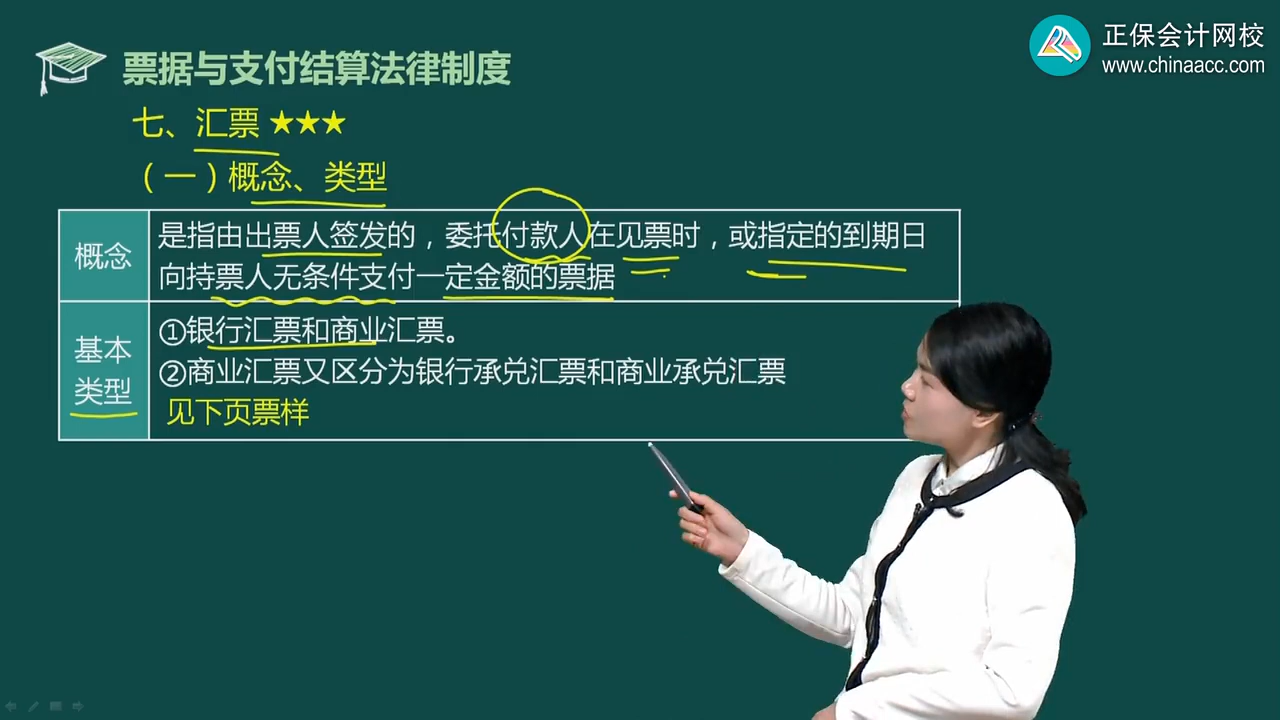 正保会计网校
www.chinaacc.com
票据与支付结算法律制度
七、汇票 ★★★
（一）概念、类型
概念
是指由出票人签发的，委托付款人在见票时，或指定的到期日
向持票人无条件支付一定金额的票据
基本
类型
①银行汇票和商业汇票。
②商业汇票又区分为银行承兑汇票和商业承兑汇票
见下页票样